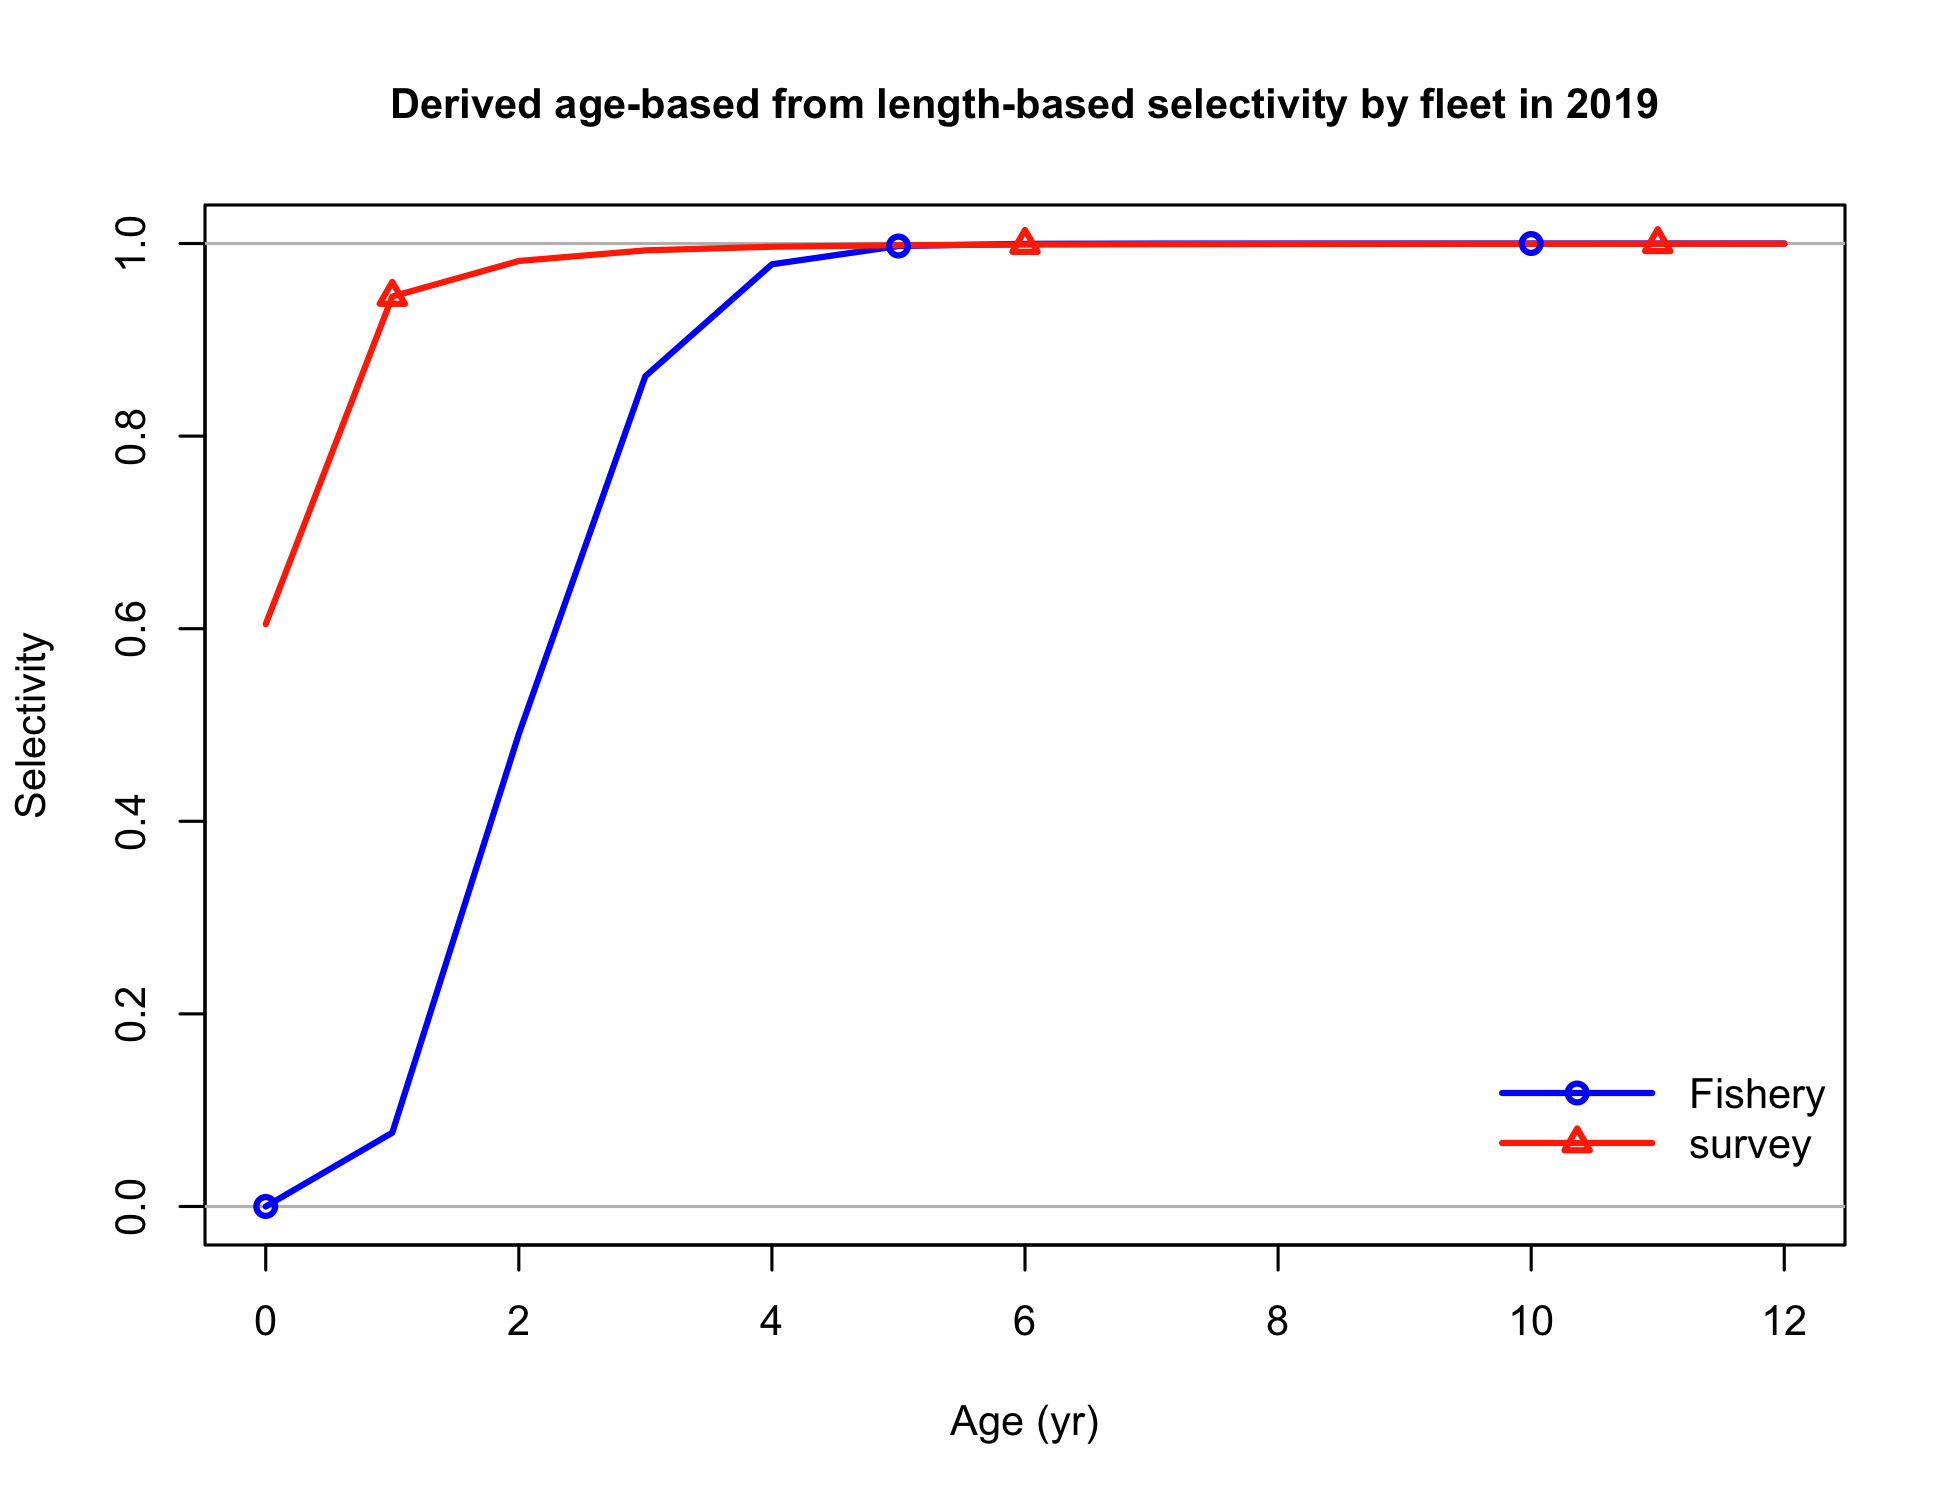 Derived age-based from length-based selectivity by fleet in 2019
Selectivity
1.0
0.8
0.6
0.4
0.2
0.0
Fishery
survey
0 2 4 6 8 10 12
Age (yr)